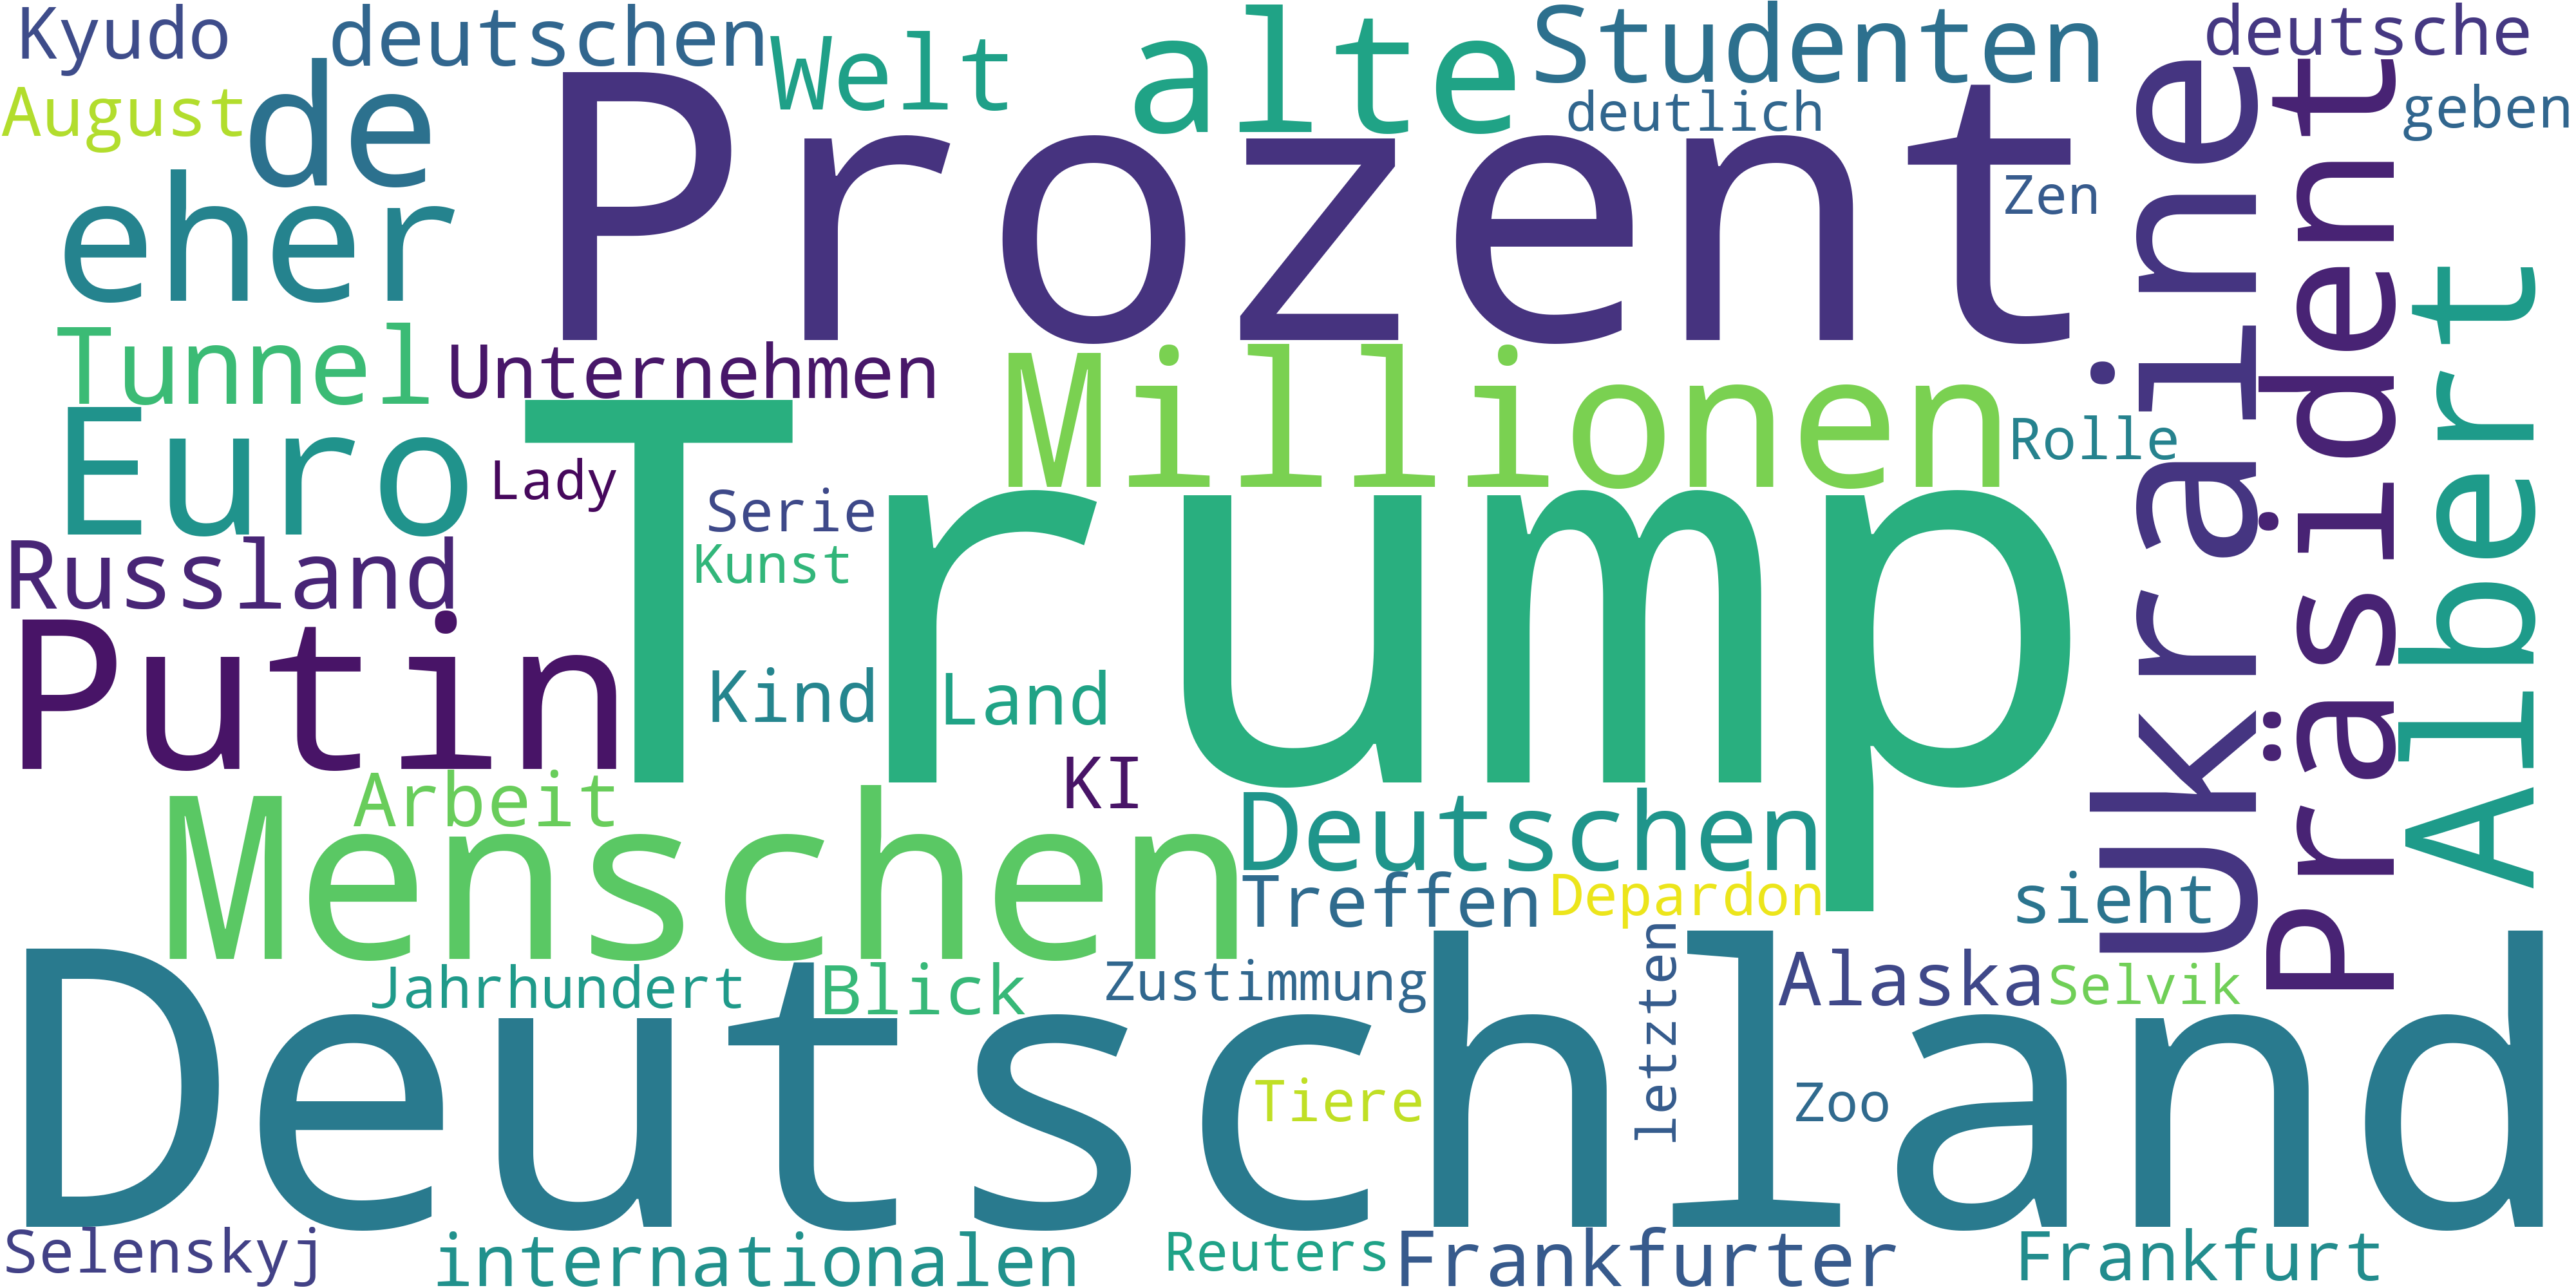 Kyudo
deutschen
Welt
alte
Studenten
deutsche
August
de
Prozent
deutlich
geben
eher
Zen
Ukraine
Präsident
Albert
Tunnel
Unternehmen
Millionen
Euro
Trump
Rolle
Lady
Serie
Kunst
Russland
Putin
Kind
Land
KI
Arbeit
Menschen
Deutschen
Treffen
Depardon
sieht
Jahrhundert
Blick
Zustimmung
letzten
Alaska
Selvik
Deutschland
Tiere
Zoo
Selenskyj
internationalen
Reuters
Frankfurter
Frankfurt